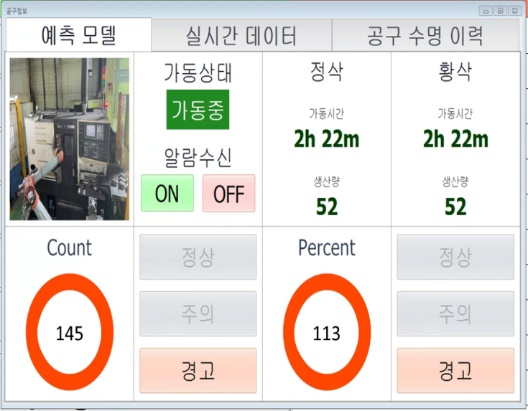 공구정보
예측 모델
실시간 데이터
공구 수명 이력
가동상태
가동중
알람수신
ON
OFF
정삭
가동시간
2h 22m
생산량
52
황삭
가동시간
2h 22m
생산량
52
Count
145
정상
주의
경고
Percent
113
정상
주의
경고